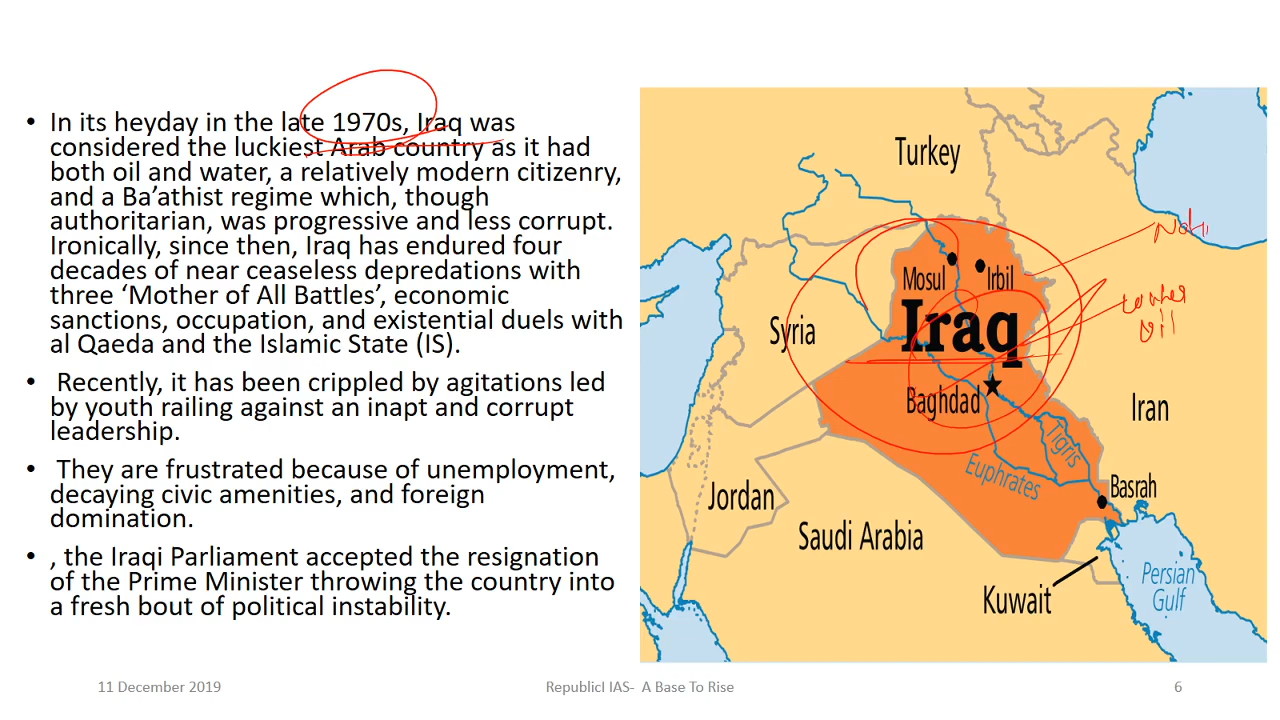 • In its heyday in the late 1970s, Iraq was
considered the luckiest Arab country as it had
both oil and water, a relatively modern citizenry,
and a Ba’athist regime which, though
authoritarian, was progressive and less corrupt.
Ironically, since then, Iraq has endured four
decades of near ceaseless depredations with
three ‘Mother of All Battles’, economic
sanctions, occupation, and existential duels with
al Qaeda and the Islamic State (IS).
• Recently, it has been crippled by agitations led
by youth railing against an inapt and corrupt
leadership.
• They are frustrated because of unemployment,
decaying civic amenities, and foreign
domination.
• , the Iraqi Parliament accepted the resignation
of the Prime Minister throwing the country into
a fresh bout of political instability.
Turkey
Mosul
Irbil
Iraq
Syria
water
oil
Baghdad
Iran
Tigris
Euphrates
Basrah
Jordan
Saudi Arabia
Kuwait
Persian
Gulf
11 December 2019
RepublicI IAS- A Base To Rise
6